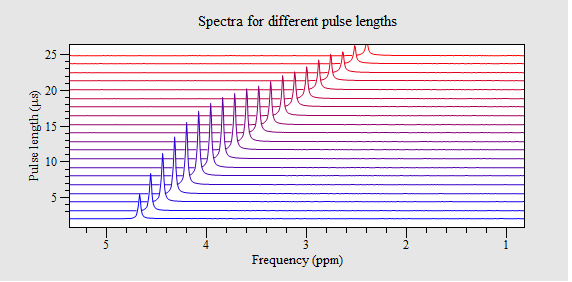 Spectra for different pulse lengths
25
20
15
10
5
Pulse length (µs)
5 4 3 2 1
Frequency (ppm)